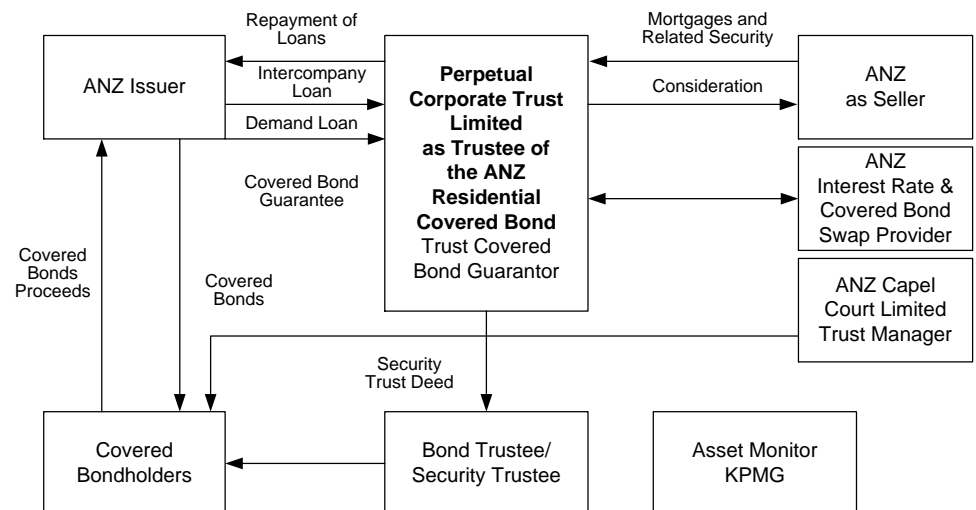 Repayment of
Loans
ANZ Issuer
Intercompany
Loan
Demand Loan
Covered Bond
Guarantee
Perpetual
Corporate Trust
Limited
as Trustee of
the ANZ
Residential
Covered Bond
Trust Covered
Bond Guarantor
Mortgages and
Related Security
Consideration
ANZ
as Seller
ANZ
Interest Rate &
Covered Bond
Swap Provider
ANZ Capel
Court Limited
Trust Manager
Covered
Bonds
Proceeds
Covered
Bonds
Security
Trust Deed
Covered
Bondholders
Bond Trustee/
Security Trustee
Asset Monitor
KPMG